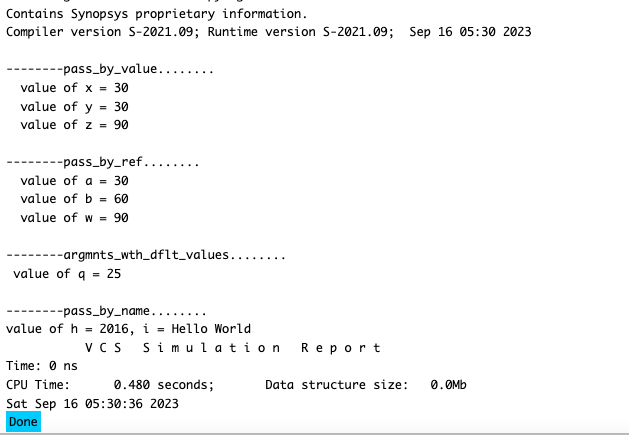 Contains Synopsys proprietary information.
Compiler version S-2021.09; Runtime version S-2021.09;  Sep 16 05:30 2023
--------pass_by_value........
value of x = 30
value of y = 30
value of z = 90
--------pass_by_ref........
value of a = 30
value of b = 60
value of w = 90
--------argmnts_wth_dflt_values........
value of q = 25
--------pass_by_name........
value of h = 2016, i = Hello World
V C S   S i m u l a t i o n   R e p o r t
Time: 0 ns
CPU Time:      0.480 seconds;       Data structure size:   0.0Mb
Sat Sep 16 05:30:36 2023
Done